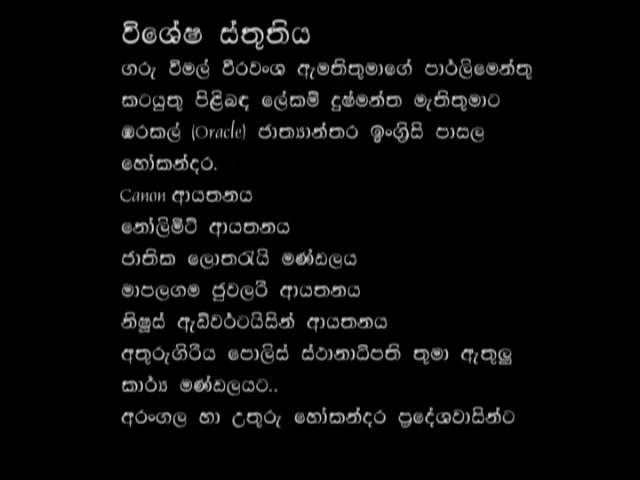 විශේෂ ස්තූතිය
ගරු විමල් වීරවංශ ඇමතිතුමාගේ පාර්ලිමේන්තු
කටයුතු පිළිබඳ ලේකම් දුෂ්මන්ත මැතිතුමාට
ඔරකල් (Oracle) ජාත්‍යාන්තර ඉංග්‍රීසි පාසල
හෝකන්දර.
Canon ආයතනය
නෝලිමිට් ආයතනය
ජාතික ලොතරැයි මණ්ඩලය
මාපලගම ජුවලරි ආයතනය
නිෂූස් ඇඩ්වර්ටයිසින් ආයතනය
අතුරුගිරිය පොලිස් ස්ථානාධිපති තුමා ඇතුලු
කාර්ය මණ්ඩලයට..
අරංගල හා උතුරු හෝකන්දර ප්‍රදේශවාසින්ට